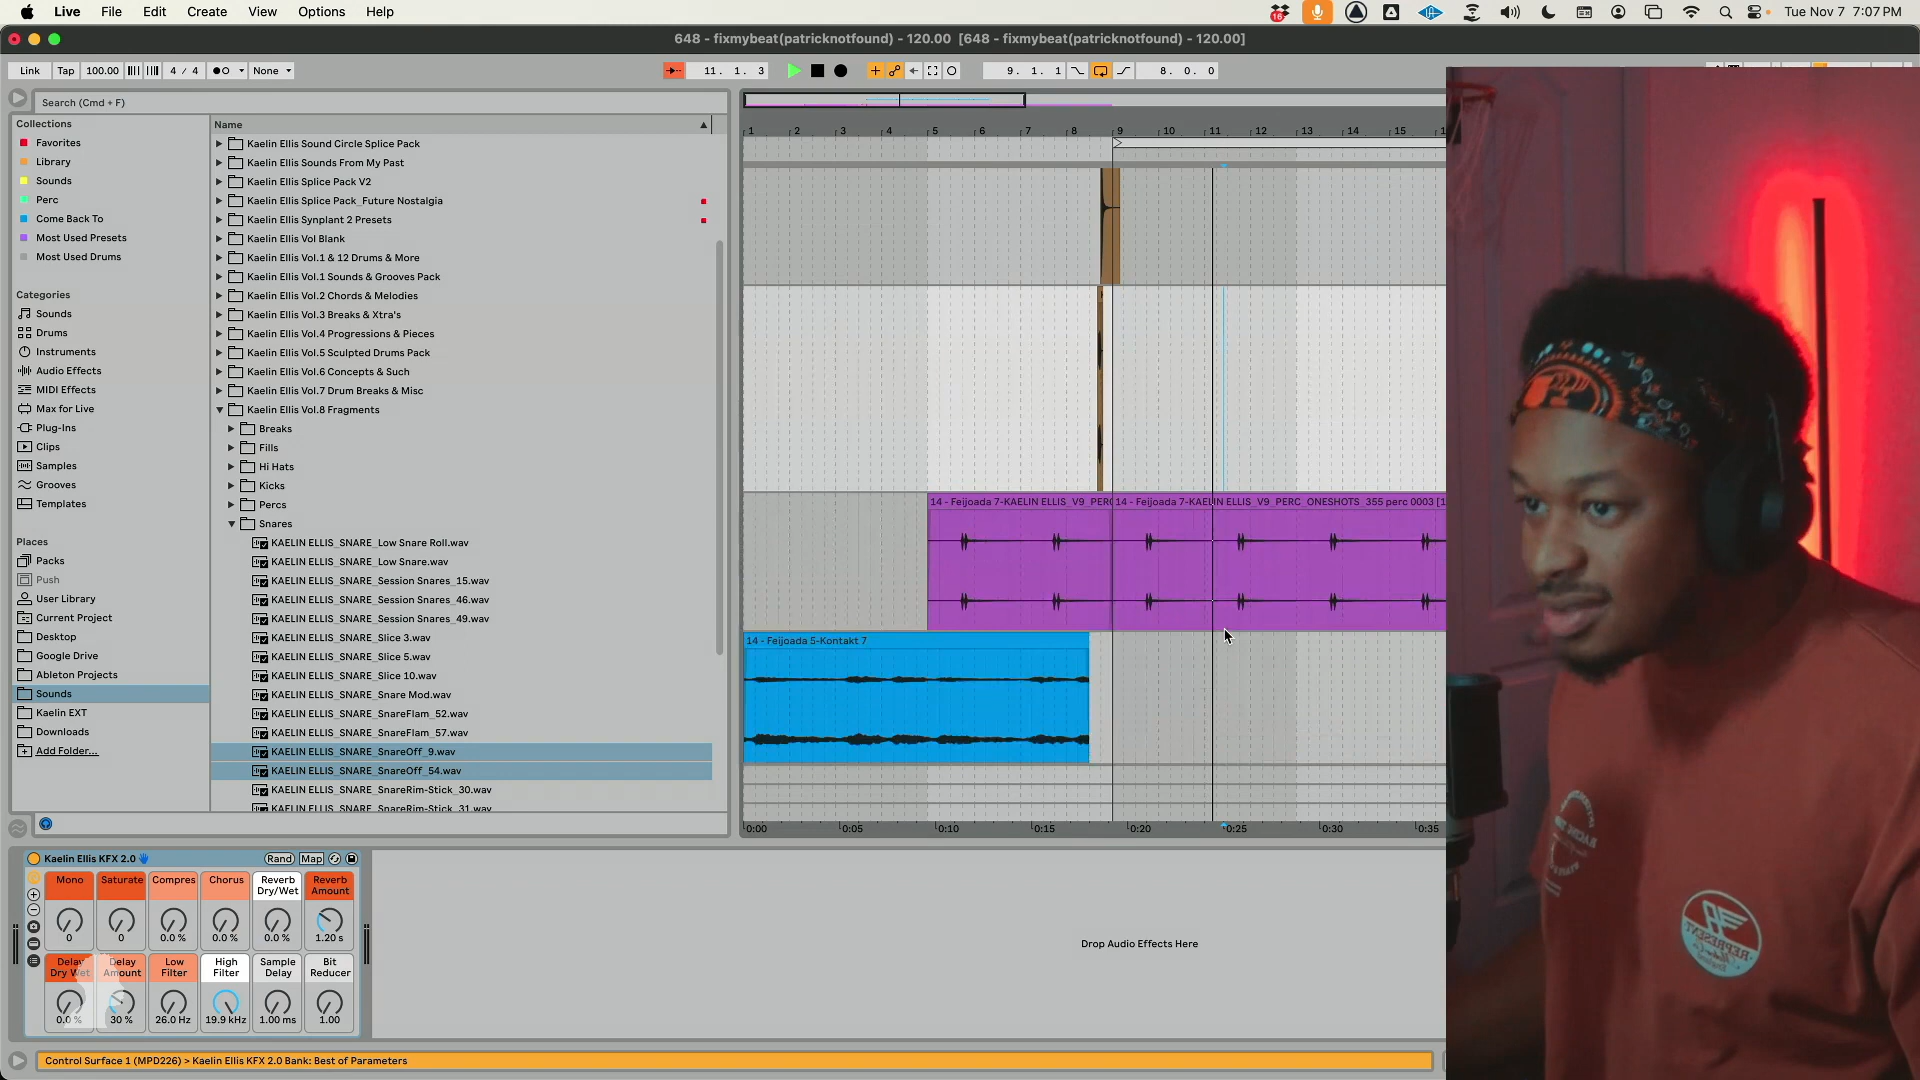 Live File Edit Create View Options Help
Tue Nov 7 7:07PM
648 - fixmybeat(patricknotfound) - 120.00 [648 - fixmybeat(patricknotfound) - 120.00]
Link Tap 100.00 4 / 4 None 11. 1. 3 9. 1. 1 8. 0. 0
Search (Cmd + F)
Collections
Favorites
Library
Sounds
Perc
Come Back To
Most Used Presets
Most Used Drums
Categories
Sounds
Drums
Instruments
Audio Effects
MIDI Effects
Max for Live
Plug-Ins
Clips
Samples
Grooves
Templates
Places
Packs
Push
User Library
Current Project
Desktop
Google Drive
Ableton Projects
Sounds
Kaelin EXT
Downloads
Add Folder...
Name
Kaelin Ellis Sound Circle Splice Pack
Kaelin Ellis Sounds From My Past
Kaelin Ellis Splice Pack V2
Kaelin Ellis Splice Pack_Future Nostalgia
Kaelin Ellis Synplant 2 Presets
Kaelin Ellis Vol Blank
Kaelin Ellis Vol.1 & 12 Drums & More
Kaelin Ellis Vol.1 Sounds & Grooves Pack
Kaelin Ellis Vol.2 Chords & Melodies
Kaelin Ellis Vol.3 Breaks & Xtra's
Kaelin Ellis Vol.4 Progressions & Pieces
Kaelin Ellis Vol.5 Sculpted Drums Pack
Kaelin Ellis Vol.6 Concepts & Such
Kaelin Ellis Vol.7 Drum Breaks & Misc
Kaelin Ellis Vol.8 Fragments
Breaks
Fills
Hi Hats
Kicks
Percs
Snares
KAELIN ELLIS_SNARE_Low Snare Roll.wav
KAELIN ELLIS_SNARE_Low Snare.wav
KAELIN ELLIS_SNARE_Session Snares_15.wav
KAELIN ELLIS_SNARE_Session Snares_46.wav
KAELIN ELLIS_SNARE_Session Snares_49.wav
KAELIN ELLIS_SNARE_Slice 3.wav
KAELIN ELLIS_SNARE_Slice 5.wav
KAELIN ELLIS_SNARE_Slice 10.wav
KAELIN ELLIS_SNARE_Snare Mod.wav
KAELIN ELLIS_SNARE_SnareFlam_52.wav
KAELIN ELLIS_SNARE_SnareFlam_57.wav
KAELIN ELLIS_SNARE_SnareOff_9.wav
KAELIN ELLIS_SNARE_SnareOff_54.wav
KAELIN ELLIS_SNARE_SnareRim-Stick_30.wav
KAELIN ELLIS_SNARE_SnareRim-Stick_31.wav
1 2 3 4 5 6 7 8 9 10 11 12 13 14 15
14 - Feijoada 7-KAELIN ELLIS_V9_PERC 14 - Feijoada 7-KAELIN ELLIS_V9_PERC_ONESHOTS_355 perc 0003 [1
14 - Feijoada 5-Kontakt 7
0:00 0:05 0:10 0:15 0:20 0:25 0:30 0:35
Kaelin Ellis KFX 2.0 Rand Map
Mono Saturate Compres Chorus Reverb Dry/Wet Reverb Amount
0 0 0.0 % 0.0 % 0.0 % 1.20 s
Delay Dry Wet Delay Amount Low Filter High Filter Sample Delay Bit Reducer
0.0 % 30 % 26.0 Hz 19.9 kHz 1.00 ms 1.00
Drop Audio Effects Here
Control Surface 1 (MPD226) > Kaelin Ellis KFX 2.0 Bank: Best of Parameters
REPRESENT